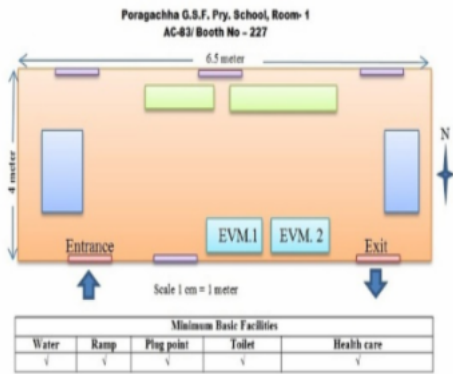 Poragachha G.S.F. Pry. School, Room- 1
AC-83/ Booth No – 227
6.5 meter
4 meter
N
EVM.1 EVM. 2
Entrance Exit
Scale 1 cm = 1 meter
Minimum Basic Facilities
Water Ramp Plug point Toilet Health care
√ √ √ √ √